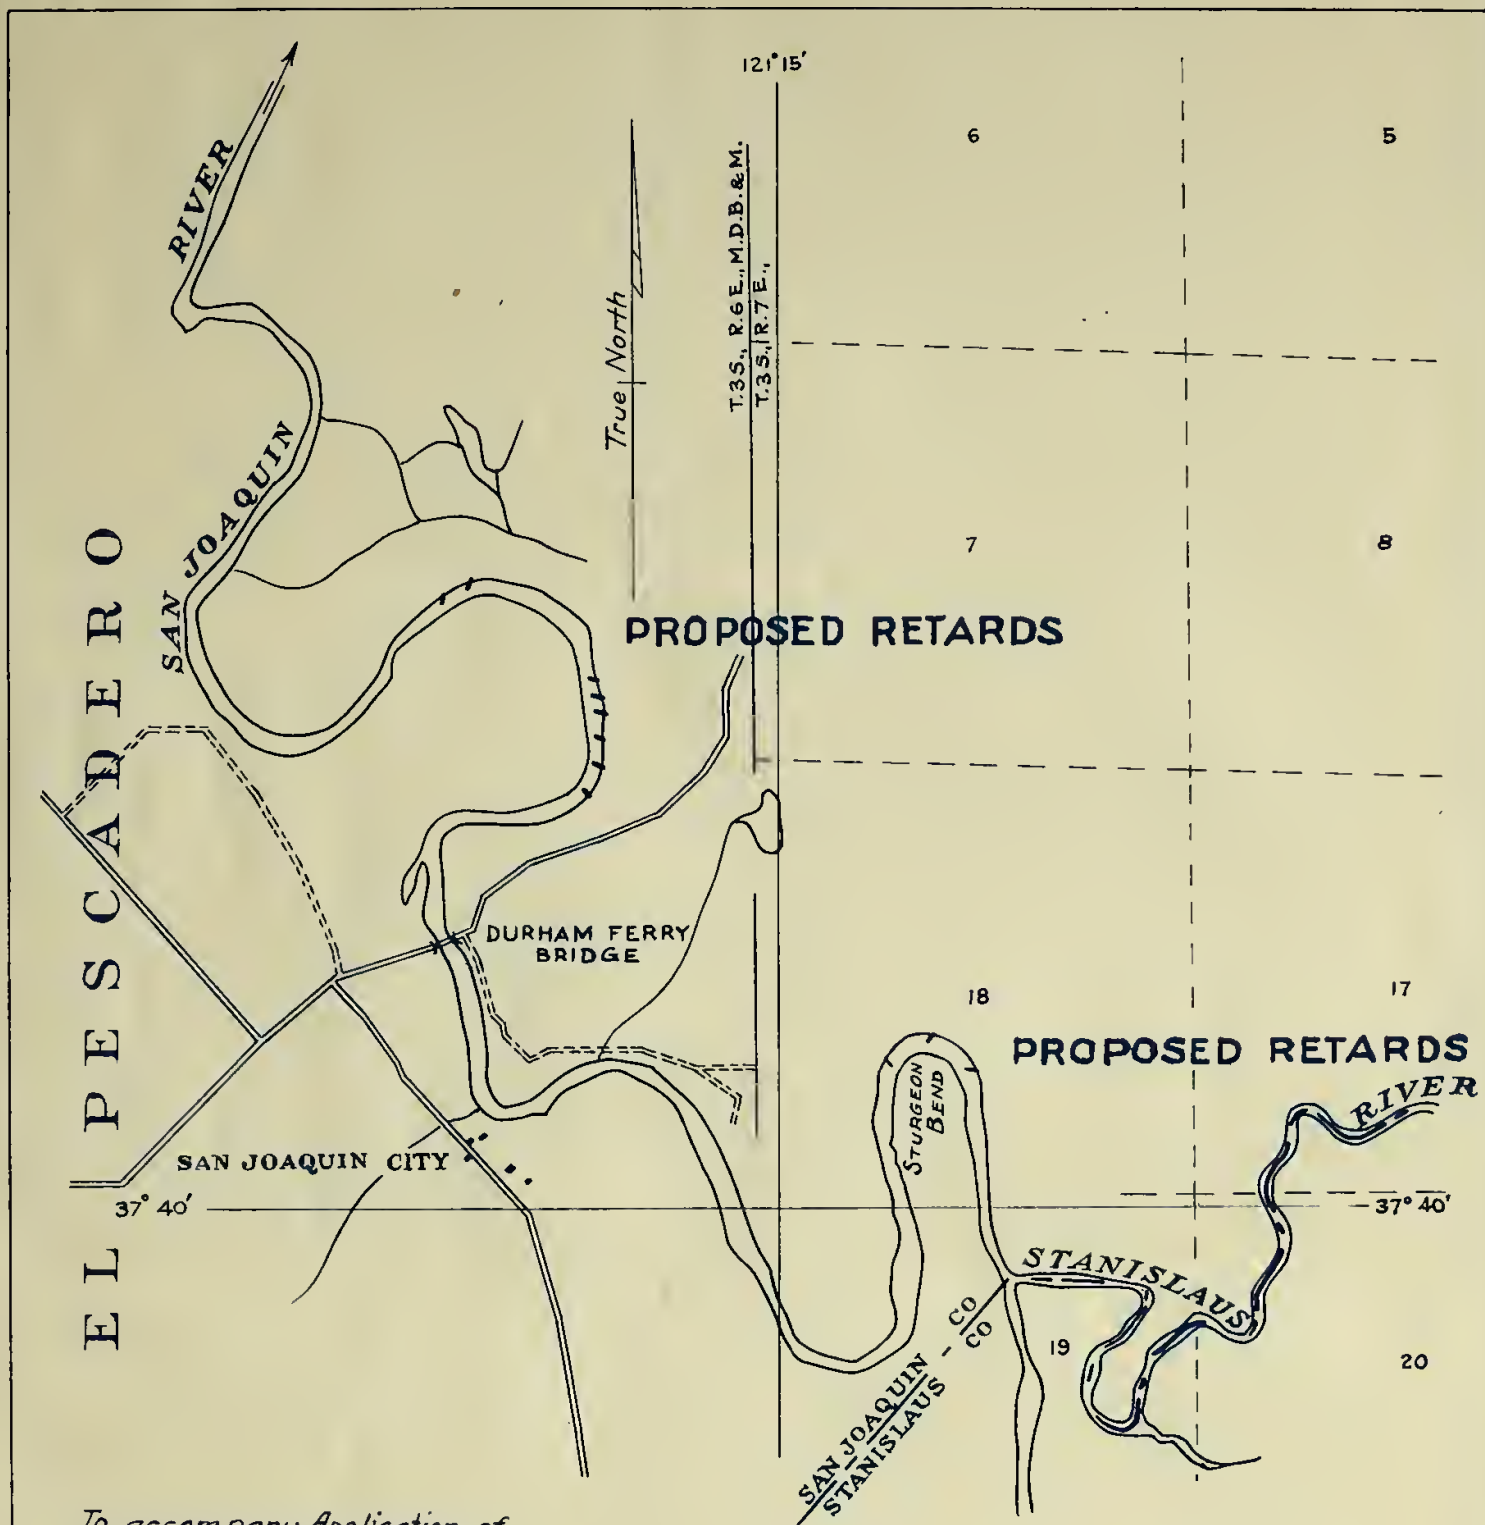 121°15'
6
5
RIVER
T.3S., R.6E., M.D.B.&M.
T.3S., R.7E.,
True North
SAN JOAQUIN
7
8
EL PESCADERO
PROPOSED RETARDS
DURHAM FERRY
BRIDGE
18
17
PROPOSED RETARDS
STURGEON
BEND
RIVER
SAN JOAQUIN CITY
37°40'
37°40'
STANISLAUS
SAN JOAQUIN - CO
STANISLAUS CO
19
20
To accompany Application of